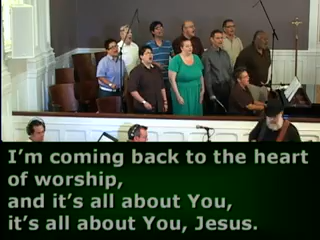 I'm coming back to the heart
of worship,
and it's all about You,
it's all about You, Jesus.